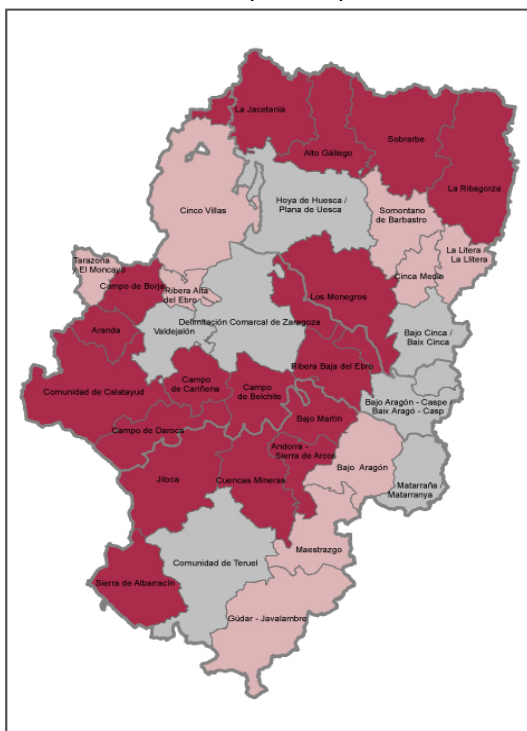 La Jacetania
Alto Gállego
Sobrarbe
La Ribagorza
Cinco Villas
Hoya de Huesca /
Plana de Uesca
Somontano
de Barbastro
La Litera /
La Llitera
Cinca Medio
Tarazona
y El Moncayo
Campo de Borja
Ribera Alta
del Ebro
Los Monegros
Aranda
Valdejalón
Delimitación Comarcal de Zaragoza
Bajo Cinca /
Baix Cinca
Ribera Baja del Ebro
Comunidad de Calatayud
Campo
de Cariñena
Campo
de Belchite
Bajo Aragón - Caspe /
Baix Aragó - Casp
Bajo Martín
Campo de Daroca
Andorra -
Sierra de Arcos
Bajo Aragón
Jiloca
Cuencas Mineras
Matarraña
Matarranya
Maestrazgo
Comunidad de Teruel
Sierra de Albarracín
Gúdar - Javalambre